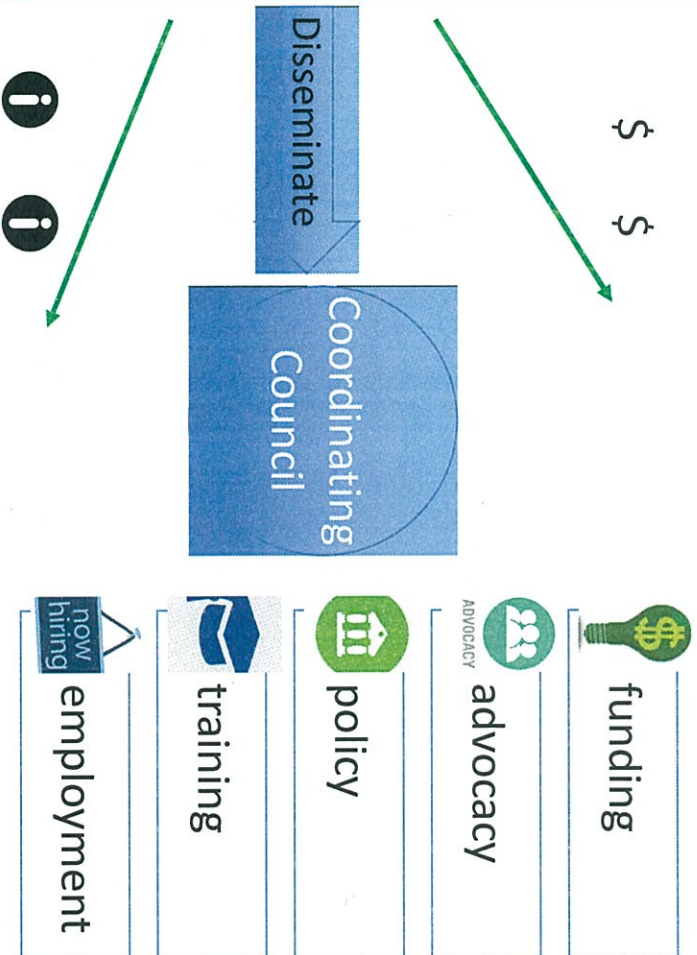 $ $
Disseminate
i i
Coordinating
Council
$
funding
ADVOCACY
advocacy
policy
training
now
hiring
employment